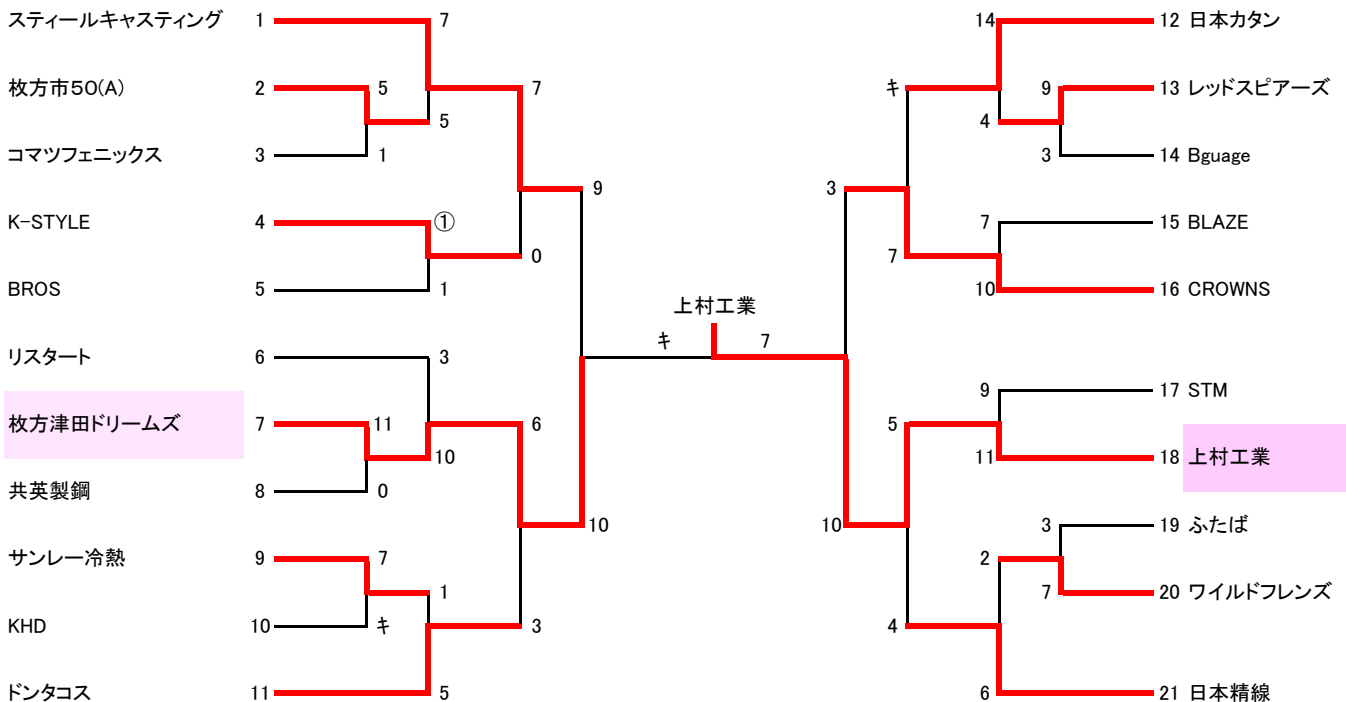 スティールキャスティング 1 7 14 12 日本カタン
枚方市50(A) 2 5 7 キ 9 13 レッドスピアーズ
5 4
コマツフェニックス 3 1 3 14 Bguage
9 3
K-STYLE 4 ① 7 15 BLAZE
0 7
BROS 5 1 10 16 CROWNS
上村工業
キ 7
リスタート 6 3 9 17 STM
枚方津田ドリームズ 7 11 6 5
10 11 18 上村工業
共英製鋼 8 0
10 10 3 19 ふたば
サンレー冷熱 9 7 2
1 7 20 ワイルドフレンズ
KHD 10 キ 3 4
ドンタコス 11 5 6 21 日本精線